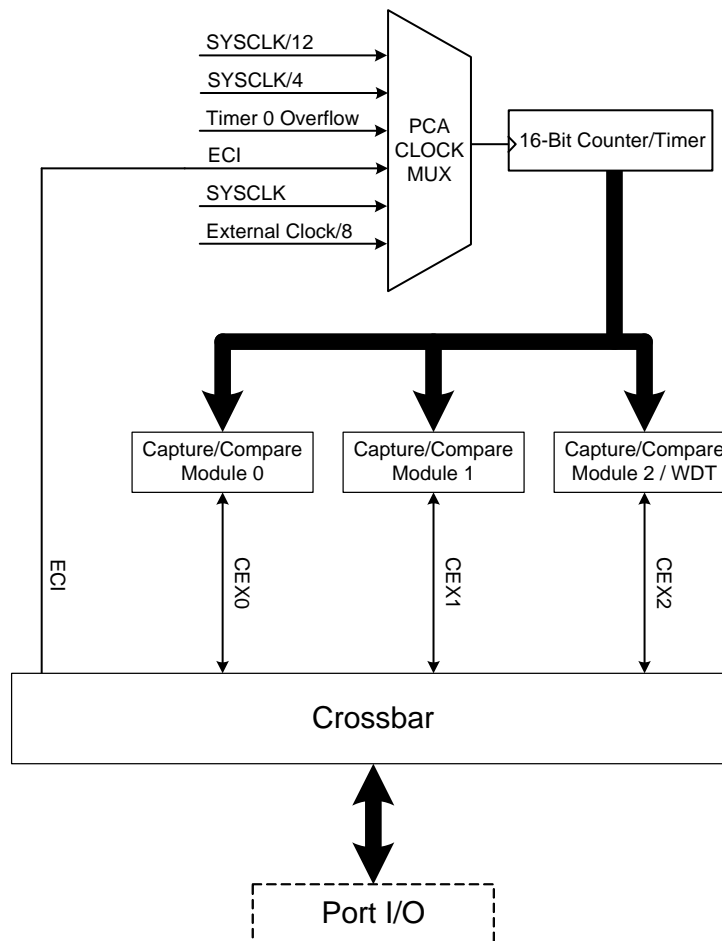 SYSCLK/12
SYSCLK/4
Timer 0 Overflow
ECI
SYSCLK
External Clock/8
PCA
CLOCK
MUX
16-Bit Counter/Timer
Capture/Compare
Module 0
Capture/Compare
Module 1
Capture/Compare
Module 2 / WDT
ECI
CEX0
CEX1
CEX2
Crossbar
Port I/O